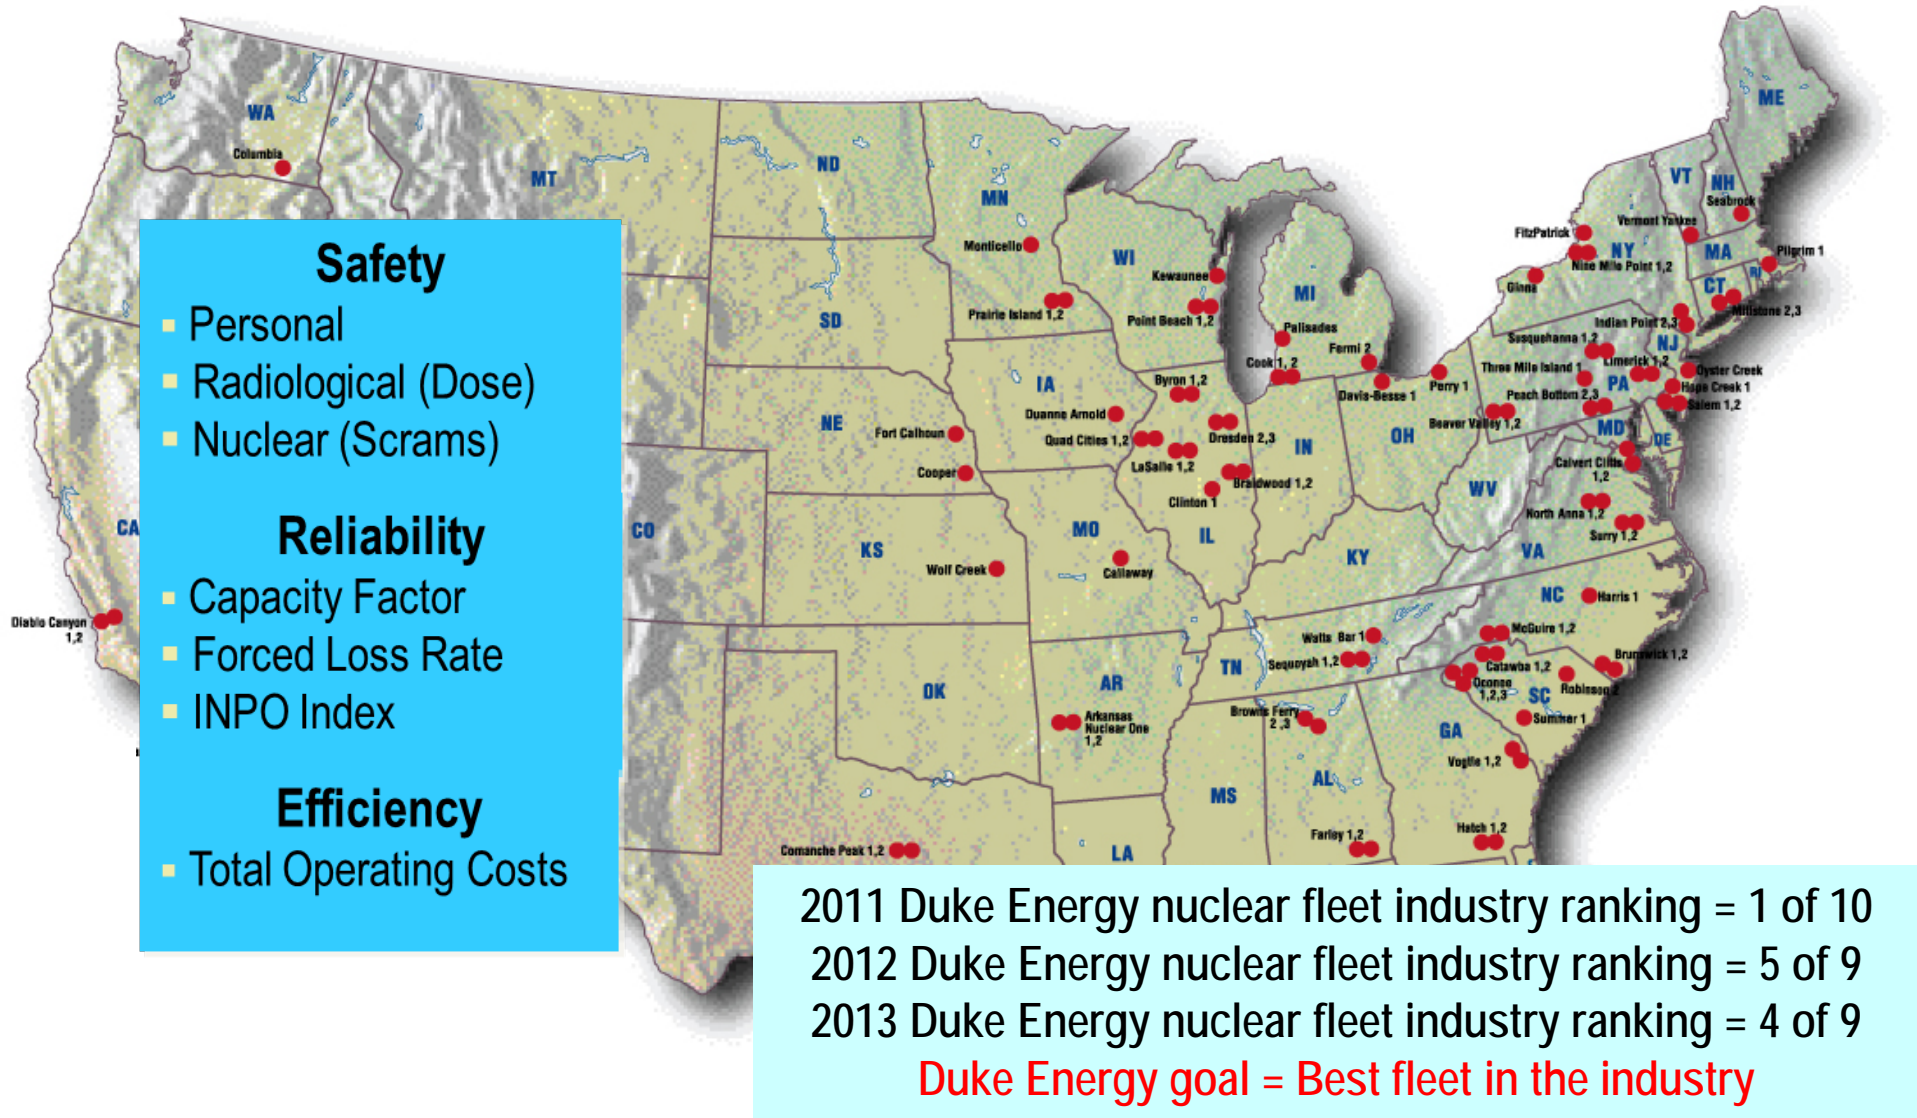 WA
Columbia
MT
ND
MN
Monticello
Prairie Island 1,2
WI
Kewaunee
Point Beach 1,2
MI
Palisades
Cook 1, 2
Fermi 2
Davis-Besse 1
Perry 1
ME
VT
NH
Seabrook
Vermont Yankee
FitzPatrick
NY
Nine Mile Point 1,2
Ginna
MA
Pilgrim 1
RI
CT
Millstone 2,3
Indian Point 2,3
Susquehanna 1,2
NJ
Limerick 1,2
Three Mile Island 1
Oyster Creek
PA
Hope Creek 1
Peach Bottom 2,3
Salem 1,2
Beaver Valley 1,2
MD
DE
Calvert Cliffs
1,2
SD
NE
IA
Duanne Arnold
Fort Calhoun
Cooper
Byron 1,2
Quad Cities 1,2
Dresden 2,3
LaSalle 1,2
Braidwood 1,2
Clinton 1
IN
OH
WV
North Anna 1,2
Surry 1,2
VA
CA
Diablo Canyon
1,2
CO
KS
Wolf Creek
MO
Callaway
IL
KY
NC
Harris 1
McGuire 1,2
Watts Bar 1
TN
Sequoyah 1,2
Catawba 1,2
Brunswick 1,2
Oconee
1,2,3
Robinson 2
SC
Summer 1
OK
AR
Arkansas
Nuclear One
1,2
Browns Ferry
2 ,3
GA
Vogtle 1,2
MS
AL
Farley 1,2
Hatch 1,2
Comanche Peak 1,2
LA
Safety
▪ Personal
▪ Radiological (Dose)
▪ Nuclear (Scrams)
Reliability
▪ Capacity Factor
▪ Forced Loss Rate
▪ INPO Index
Efficiency
▪ Total Operating Costs
2011 Duke Energy nuclear fleet industry ranking = 1 of 10
2012 Duke Energy nuclear fleet industry ranking = 5 of 9
2013 Duke Energy nuclear fleet industry ranking = 4 of 9
Duke Energy goal = Best fleet in the industry